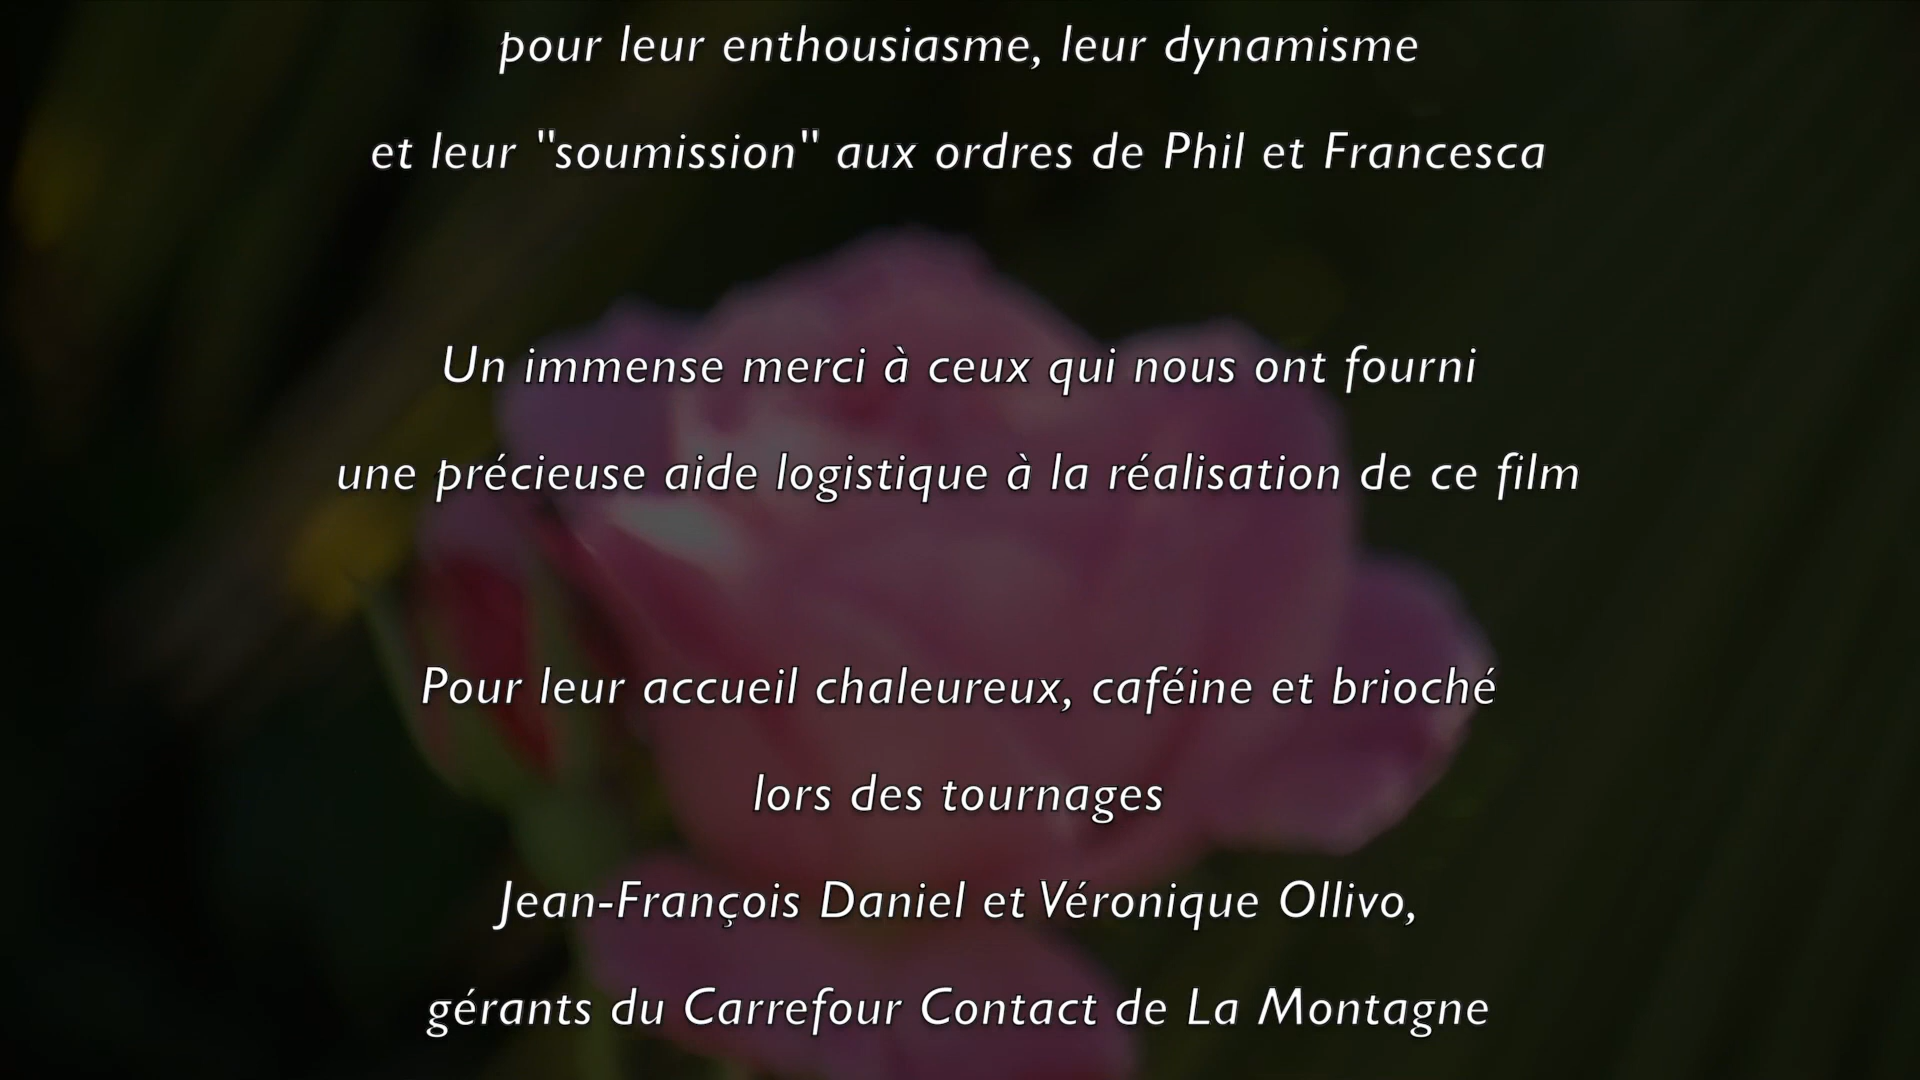 pour leur enthousiasme, leur dynamisme
et leur "soumission" aux ordres de Phil et Francesca
Un immense merci à ceux qui nous ont fourni
une précieuse aide logistique à la réalisation de ce film
Pour leur accueil chaleureux, caféine et brioché
lors des tournages
Jean-François Daniel et Véronique Ollivo,
gérants du Carrefour Contact de La Montagne